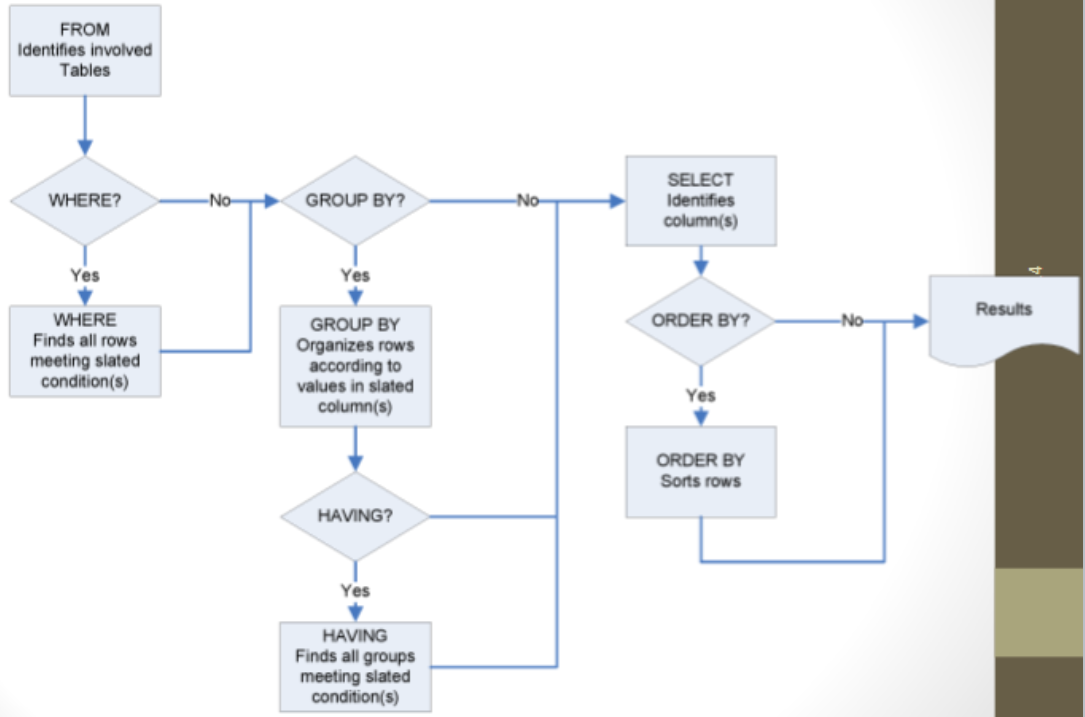 FROM
Identifies involved
Tables
WHERE?
No
GROUP BY?
No
SELECT
Identifies
column(s)
Yes
WHERE
Finds all rows
meeting slated
condition(s)
Yes
GROUP BY
Organizes rows
according to
values in slated
column(s)
HAVING?
Yes
HAVING
Finds all groups
meeting slated
condition(s)
ORDER BY?
No
Results
Yes
ORDER BY
Sorts rows
4